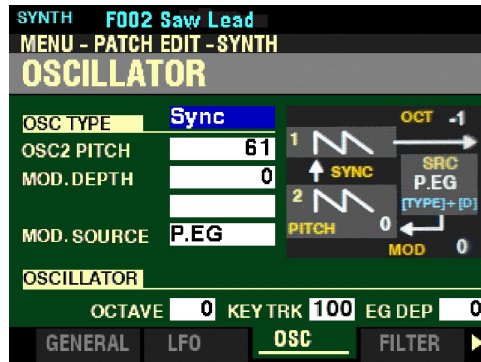 SYNTH F002 Saw Lead
MENU - PATCH EDIT - SYNTH
OSCILLATOR
OSC TYPE Sync
OSC2 PITCH 61
MOD. DEPTH 0
MOD. SOURCE P.EG
OCT -1
1
SYNC
SRC
P.EG
[TYPE]+[D]
2
PITCH 0
MOD 0
OSCILLATOR
OCTAVE 0 KEY TRK 100 EG DEP 0
GENERAL LFO OSC FILTER